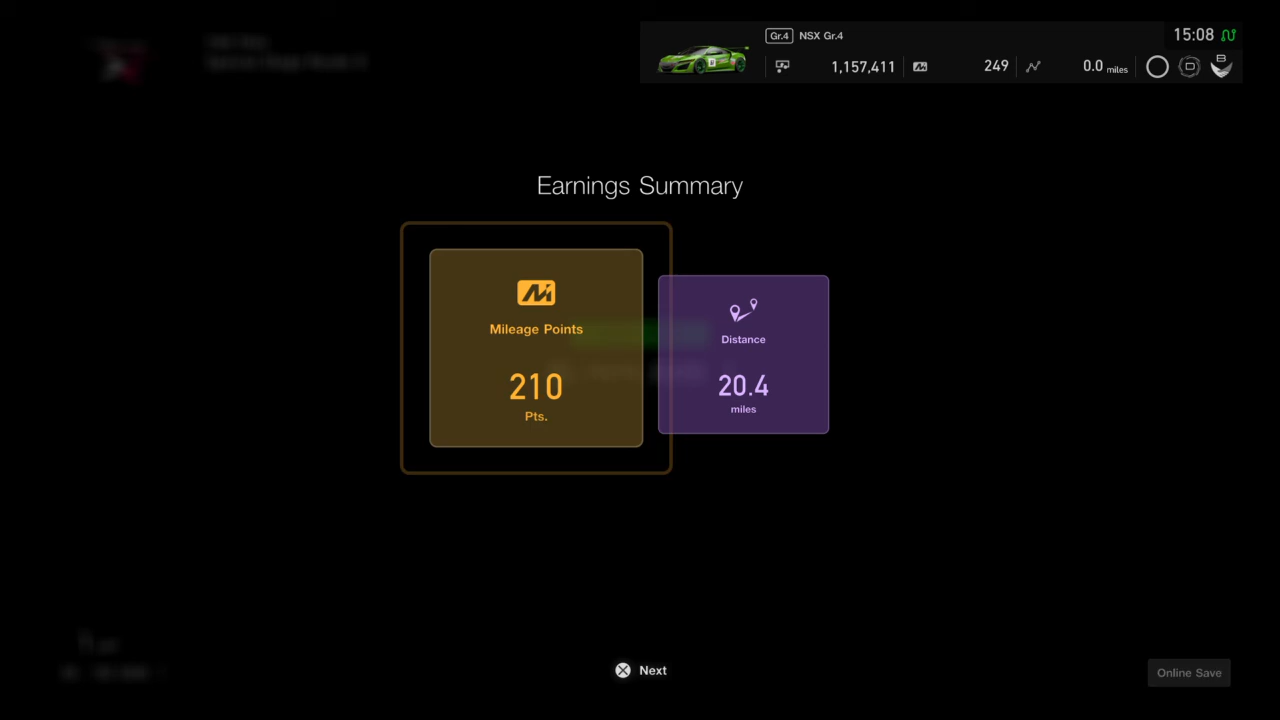 Gr.4 NSX Gr.4
15:08
1,157,411
249
0.0 miles
B
D
Earnings Summary
Mileage Points
210
Pts.
Distance
20.4
miles
Next
Online Save